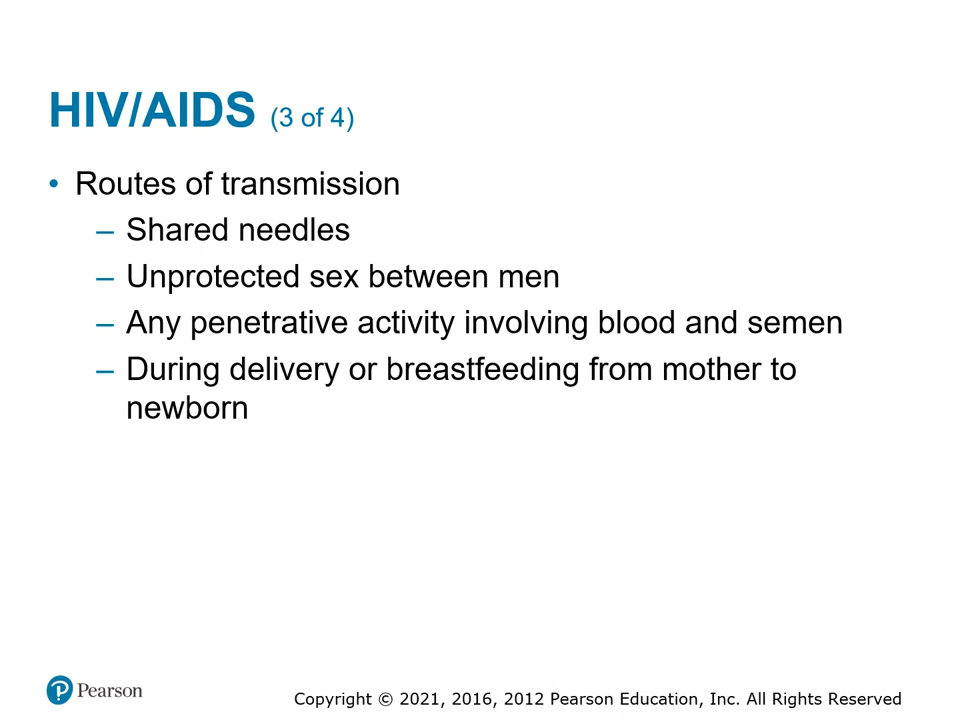 HIV/AIDS (3 of 4)
• Routes of transmission
– Shared needles
– Unprotected sex between men
– Any penetrative activity involving blood and semen
– During delivery or breastfeeding from mother to
newborn
Pearson
Copyright © 2021, 2016, 2012 Pearson Education, Inc. All Rights Reserved